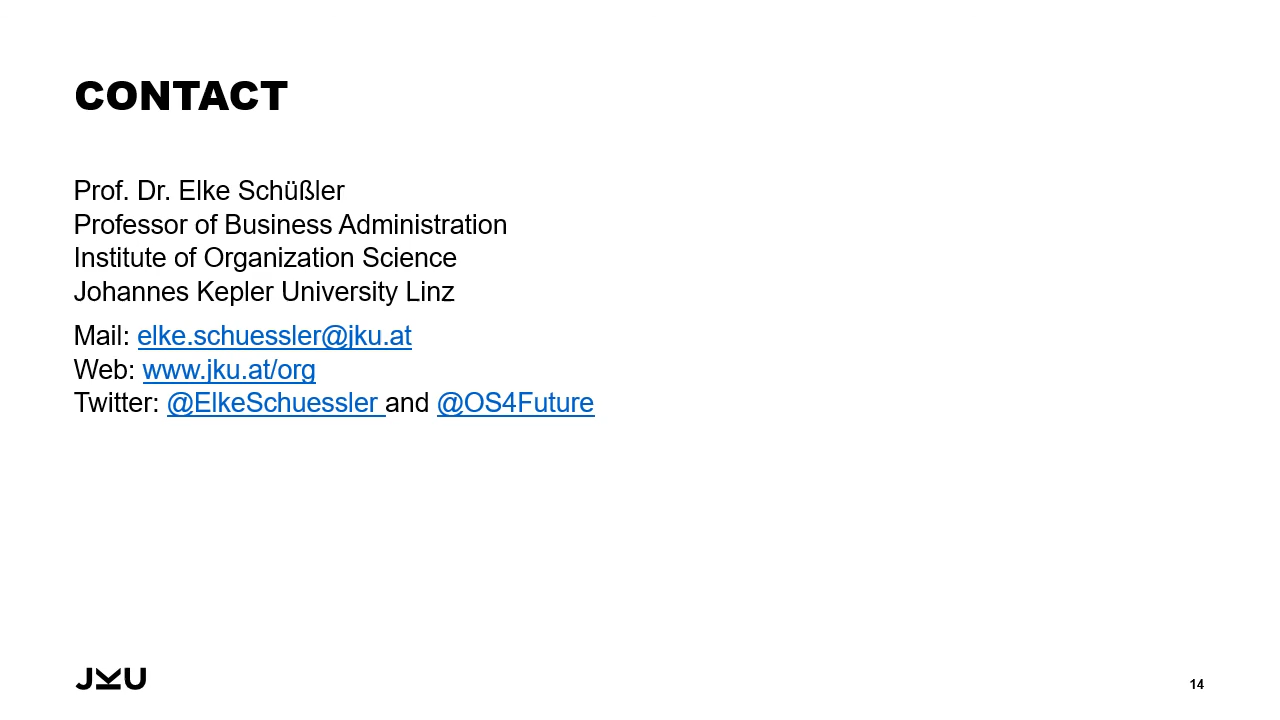 CONTACT
Prof. Dr. Elke Schüßler
Professor of Business Administration
Institute of Organization Science
Johannes Kepler University Linz
Mail: elke.schuessler@jku.at
Web: www.jku.at/org
Twitter: @ElkeSchuessler and @OS4Future
JKU
14